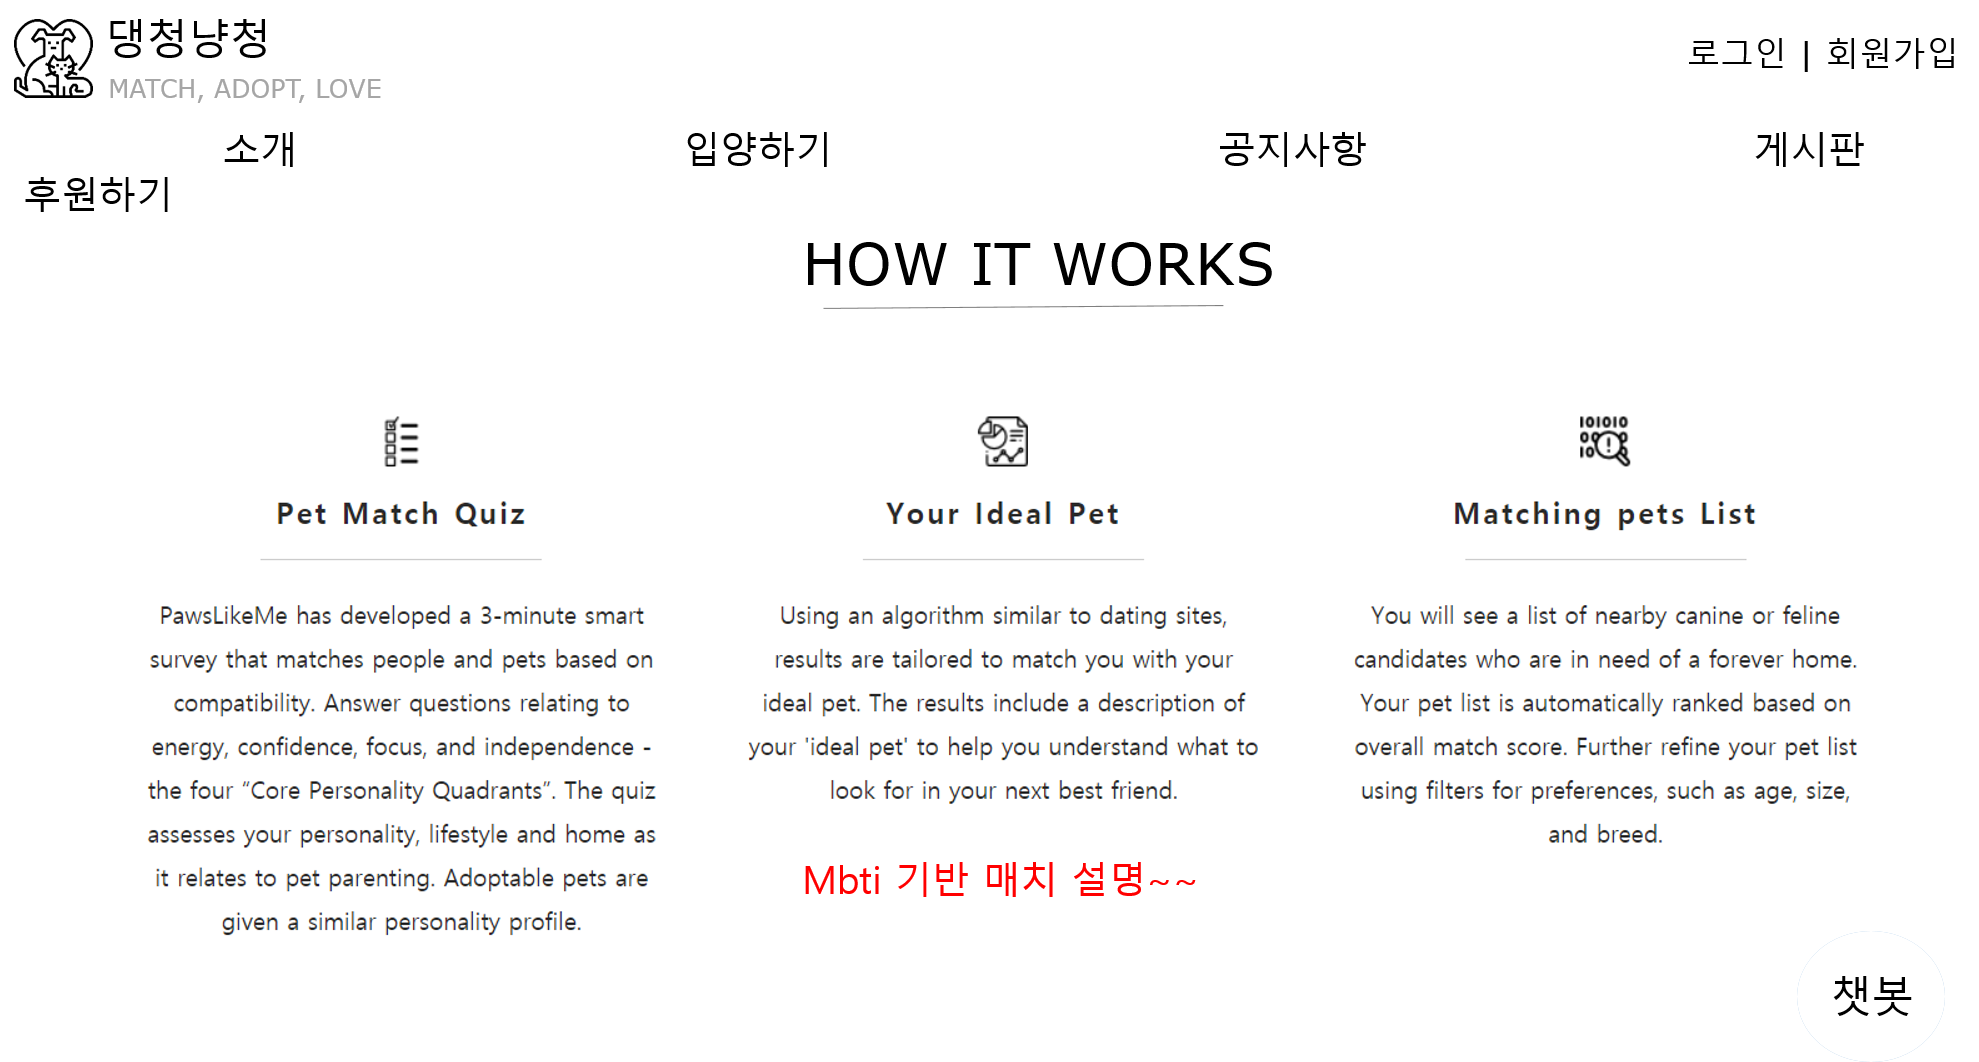 댕청냥청
MATCH, ADOPT, LOVE
로그인 | 회원가입
소개 입양하기 공지사항 게시판
후원하기
HOW IT WORKS
101010
Pet Match Quiz
PawsLikeMe has developed a 3-minute smart
survey that matches people and pets based on
compatibility. Answer questions relating to
energy, confidence, focus, and independence -
the four “Core Personality Quadrants”. The quiz
assesses your personality, lifestyle and home as
it relates to pet parenting. Adoptable pets are
given a similar personality profile.
Your Ideal Pet
Using an algorithm similar to dating sites,
results are tailored to match you with your
ideal pet. The results include a description of
your 'ideal pet' to help you understand what to
look for in your next best friend.
Mbti 기반 매치 설명~~
Matching pets List
You will see a list of nearby canine or feline
candidates who are in need of a forever home.
Your pet list is automatically ranked based on
overall match score. Further refine your pet list
using filters for preferences, such as age, size,
and breed.
챗봇